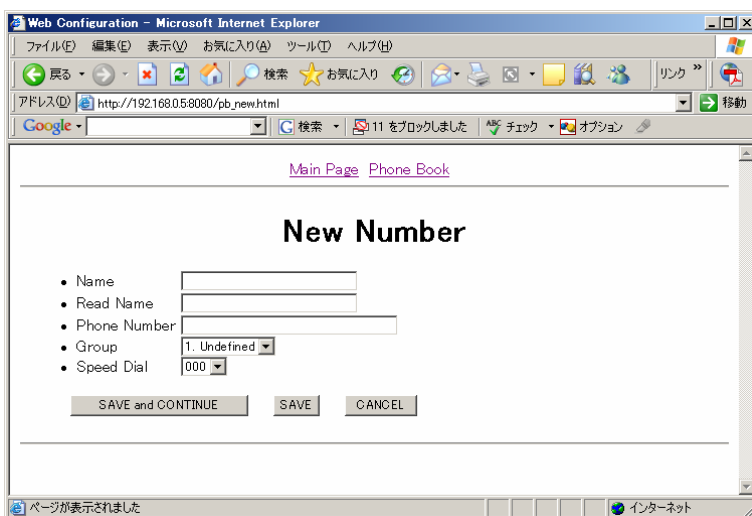 Web Configuration - Microsoft Internet Explorer
ファイル(F) 編集(E) 表示(V) お気に入り(A) ツール(T) ヘルプ(H)
戻る 検索 お気に入り リンク »
アドレス(D) http://192.168.0.5:8080/pb_new.html 移動
Google 検索 11 をブロックしました ABC チェック オプション
Main Page Phone Book
New Number
• Name
• Read Name
• Phone Number
• Group 1. Undefined
• Speed Dial 000
SAVE and CONTINUE SAVE CANCEL
ページが表示されました インターネット